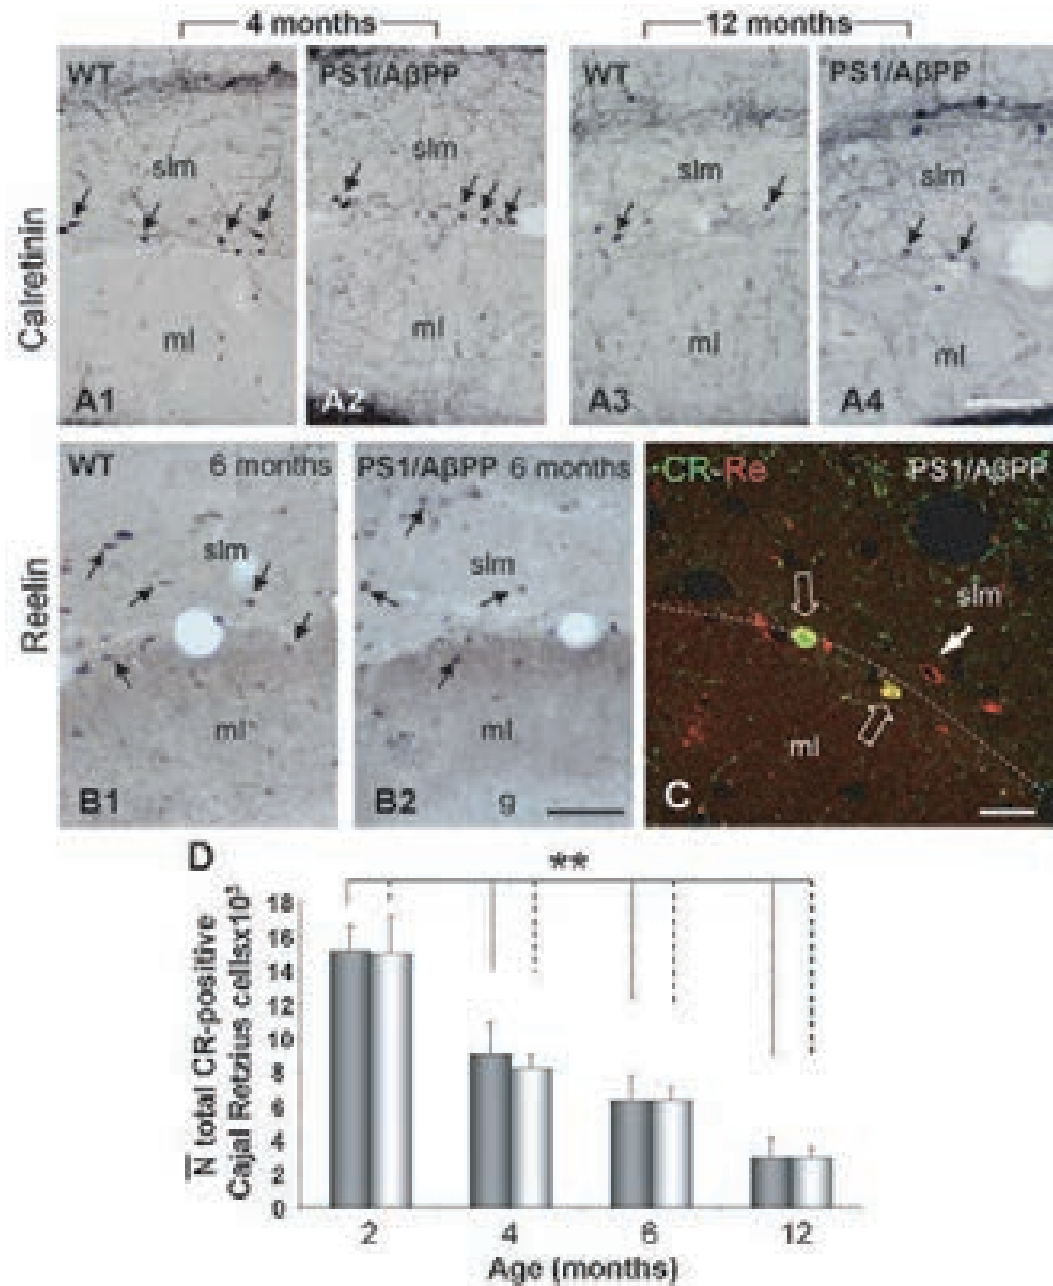 4 months 12 months
WT PS1/AβPP WT PS1/AβPP
slm slm slm slm
Calretinin
ml ml ml ml
A1 A2 A3 A4
WT 6 months PS1/AβPP 6 months CR-Re PS1/AβPP
slm slm slm
Reelin
ml ml ml
B1 B2 g C
D
**
N̅ total CR-positive
Cajal Retzius cellsx10³
18
16
14
12
10
8
6
4
2
0
2 4 6 12
Age (months)